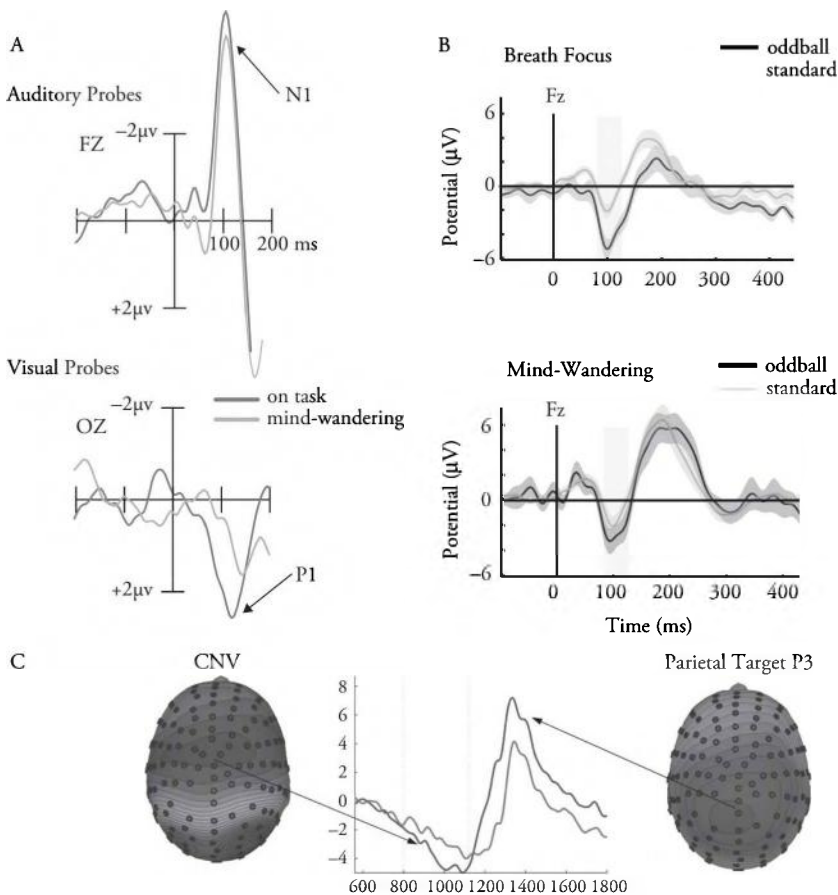 A
Auditory Probes
FZ
−2μv
N1
100 200 ms
+2μv
Visual Probes
OZ
−2μv
on task
mind-wandering
+2μv
P1
B
Breath Focus
oddball
standard
Fz
Potential (μV)
6
0
−6
0 100 200 300 400
Mind-Wandering
oddball
standard
Fz
Potential (μV)
6
0
−6
0 100 200 300 400
Time (ms)
C
CNV
Parietal Target P3
8
6
4
2
0
−2
−4
600 800 1000 1200 1400 1600 1800